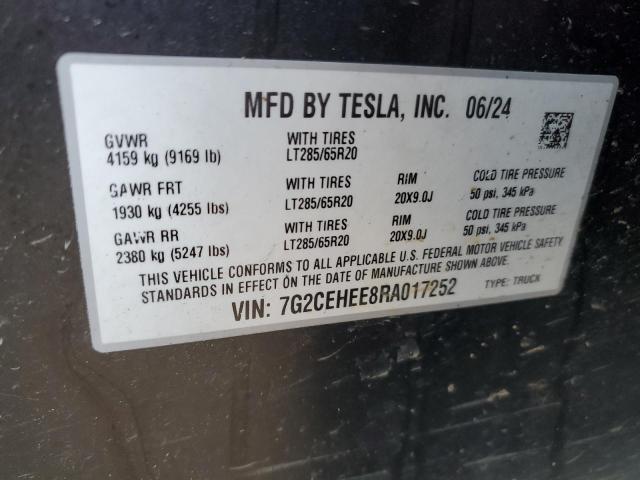 MFD BY TESLA, INC. 06/24
GVWR WITH TIRES
4159 kg (9169 lb) LT285/65R20
GAWR FRT WITH TIRES RIM COLD TIRE PRESSURE
1930 kg (4255 lbs) LT285/65R20 20X9.0J 50 psi, 345 kPa
GAWR RR WITH TIRES RIM COLD TIRE PRESSURE
2380 kg (5247 lbs) LT285/65R20 20X9.0J 50 psi, 345 kPa
THIS VEHICLE CONFORMS TO ALL APPLICABLE U.S. FEDERAL MOTOR VEHICLE SAFETY
STANDARDS IN EFFECT ON THE DATE OF MANUFACTURE SHOWN ABOVE.
VIN: 7G2CEHEE8RA017252 TYPE: TRUCK